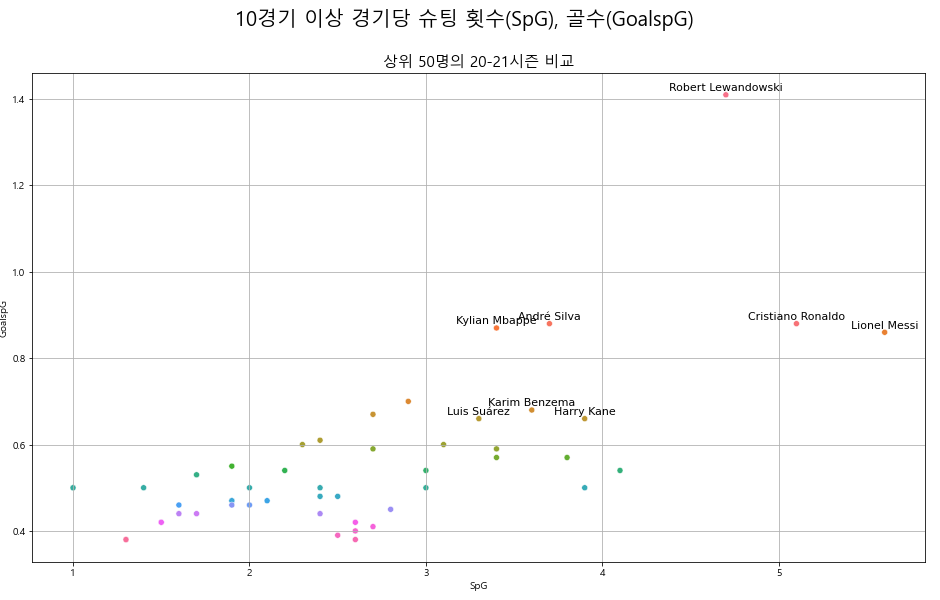 10경기 이상 경기당 슈팅 횟수(SpG), 골수(GoalspG)
상위 50명의 20-21시즌 비교
Robert Lewandowski
1.4
1.2
1.0
Kylian Mbappé
André Silva
Cristiano Ronaldo
Lionel Messi
GoalspG
0.8
Luis Suárez
Karim Benzema
Harry Kane
0.6
0.4
1 2 3 4 5
SpG